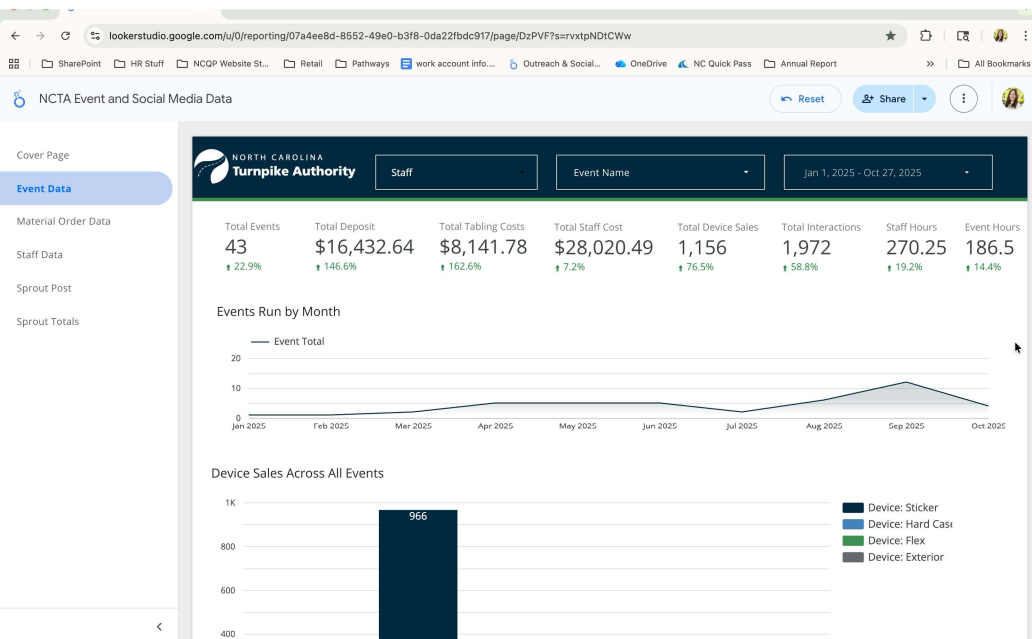 lookerstudio.google.com/u/0/reporting/07a4ee8d-8552-49e0-b3f8-0da22fbdc917/page/DzPVF?s=rvxtpNDtCWw
SharePoint HR Stuff NCQP Website St... Retail Pathways work account info.... Outreach & Social... OneDrive NC Quick Pass Annual Report » All Bookmarks
NCTA Event and Social Media Data Reset Share
Cover Page
Event Data
Material Order Data
Staff Data
Sprout Post
Sprout Totals
NORTH CAROLINA
Turnpike Authority Staff Event Name Jan 1, 2025 - Oct 27, 2025
Total Events Total Deposit Total Tabling Costs Total Staff Cost Total Device Sales Total Interactions Staff Hours Event Hours
43 $16,432.64 $8,141.78 $28,020.49 1,156 1,972 270.25 186.5
22.9% 146.6% 162.6% 7.2% 76.5% 58.8% 19.2% 14.4%
Events Run by Month
Event Total
20
10
0
Jan 2025 Feb 2025 Mar 2025 Apr 2025 May 2025 Jun 2025 Jul 2025 Aug 2025 Sep 2025 Oct 2025
Device Sales Across All Events
1K
966
800
600
400
Device: Sticker
Device: Hard Case
Device: Flex
Device: Exterior